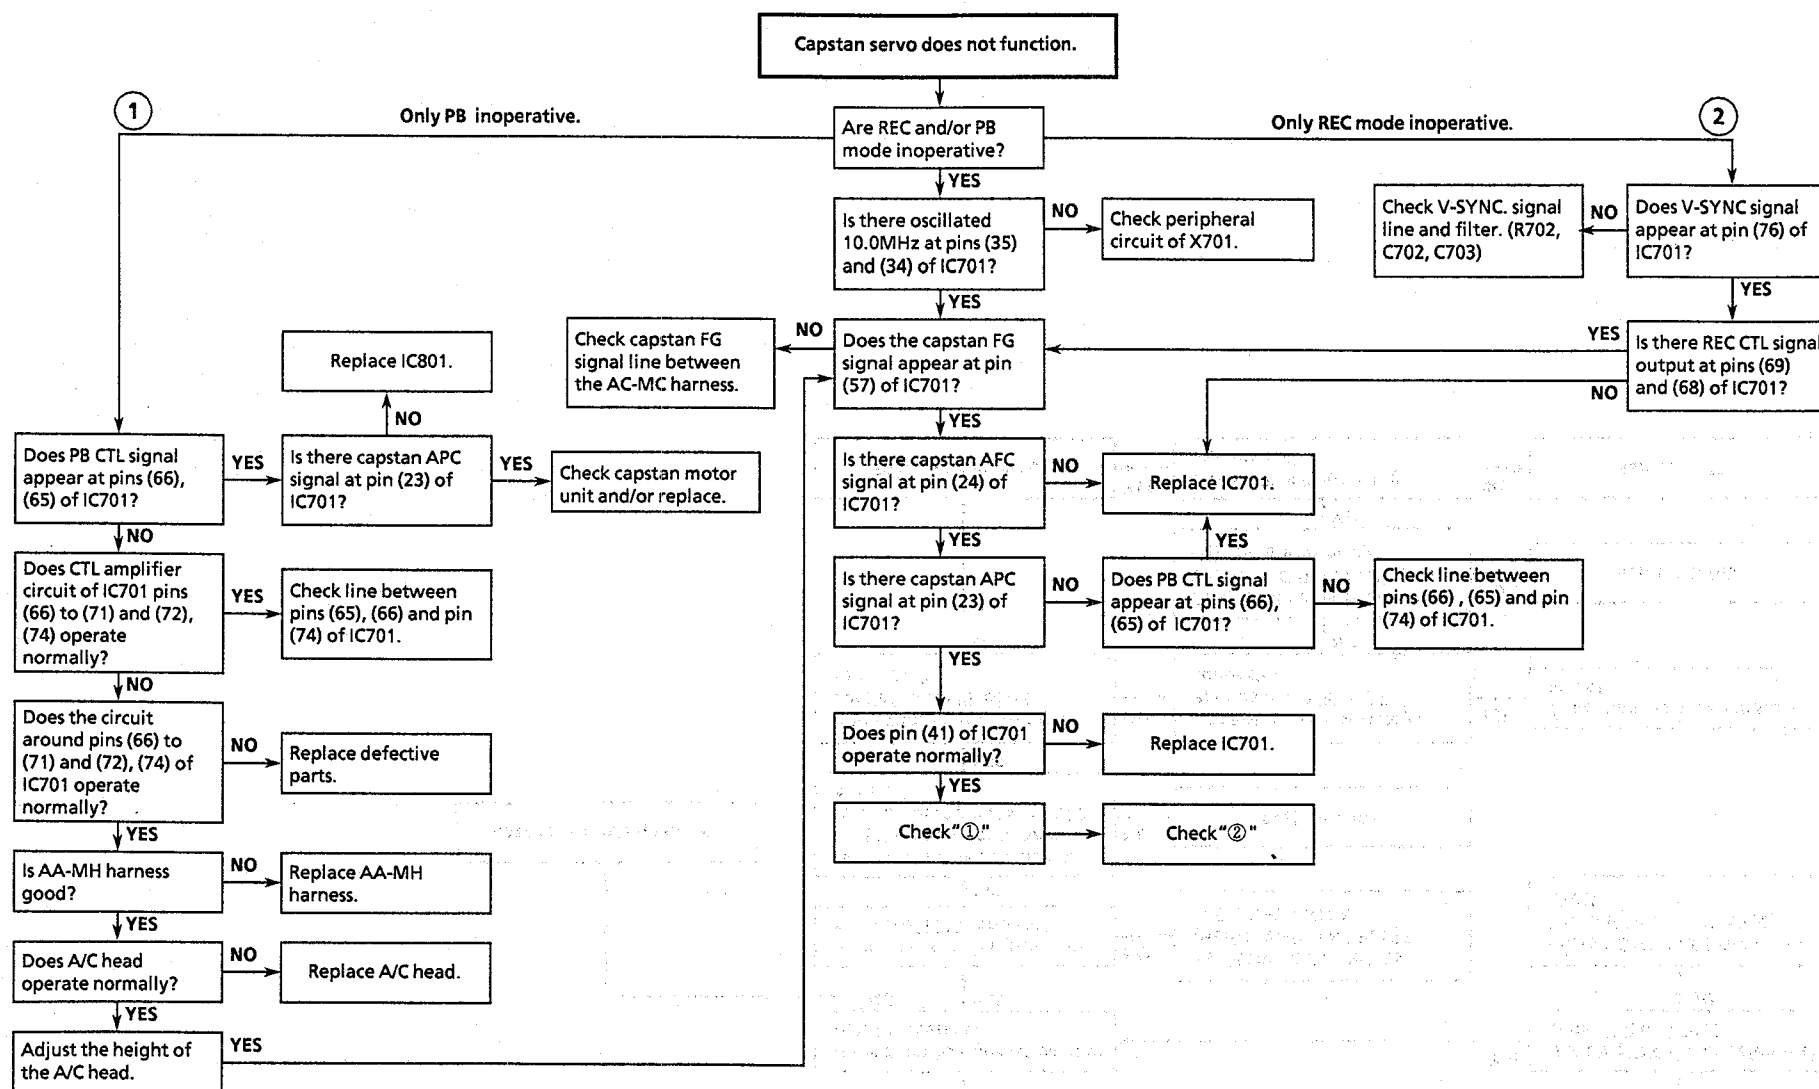 Capstan servo does not function.
1
Only PB inoperative.
Are REC and/or PB
mode inoperative?
Only REC mode inoperative.
2
YES
Is there oscillated
10.0MHz at pins (35)
and (34) of IC701?
NO
Check peripheral
circuit of X701.
Check V-SYNC. signal
line and filter. (R702,
C702, C703)
NO
Does V-SYNC signal
appear at pin (76) of
IC701?
YES
YES
Check capstan FG
signal line between
the AC-MC harness.
NO
Does the capstan FG
signal appear at pin
(57) of IC701?
YES
Is there REC CTL signal
output at pins (69)
and (68) of IC701?
NO
Replace IC801.
NO
YES
Does PB CTL signal
appear at pins (66),
(65) of IC701?
YES
Is there capstan APC
signal at pin (23) of
IC701?
YES
Check capstan motor
unit and/or replace.
Is there capstan AFC
signal at pin (24) of
IC701?
NO
Replace IC701.
NO
YES
YES
Does CTL amplifier
circuit of IC701 pins
(66) to (71) and (72),
(74) operate
normally?
YES
Check line between
pins (65), (66) and pin
(74) of IC701.
Is there capstan APC
signal at pin (23) of
IC701?
NO
Does PB CTL signal
appear at pins (66),
(65) of IC701?
NO
Check line between
pins (66) , (65) and pin
(74) of IC701.
NO
YES
Does the circuit
around pins (66) to
(71) and (72), (74) of
IC701 operate
normally?
NO
Replace defective
parts.
Does pin (41) of IC701
operate normally?
NO
Replace IC701.
YES
YES
Check"①."
Check"②"
Is AA-MH harness
good?
NO
Replace AA-MH
harness.
YES
Does A/C head
operate normally?
NO
Replace A/C head.
YES
Adjust the height of
the A/C head.
YES